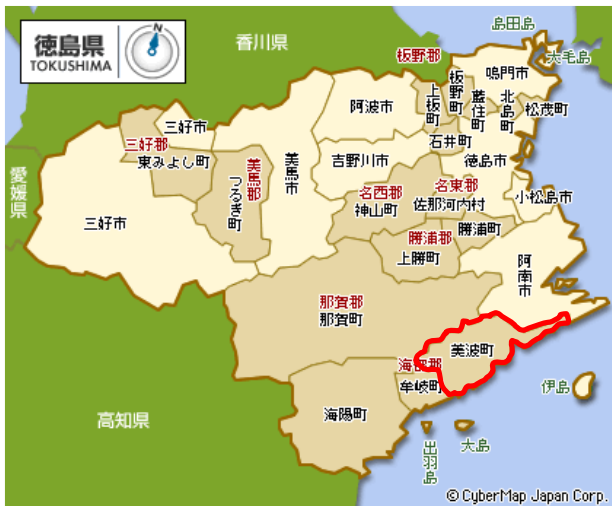 徳島県
TOKUSHIMA
香川県
島田島
大毛島
板野郡
鳴門市
板野町
上板町
藍住町
北島町
松茂町
阿波市
三好市
三好郡
東みよし町
石井町
吉野川市
徳島市
美馬郡
つるぎ町
美馬市
愛媛県
名西郡
神山町
名東郡
佐那河内村
小松島市
三好市
勝浦郡
勝浦町
上勝町
阿南市
那賀郡
那賀町
美波町
海部郡
牟岐町
伊島
海陽町
高知県
出羽島
大島
© CyberMap Japan Corp.